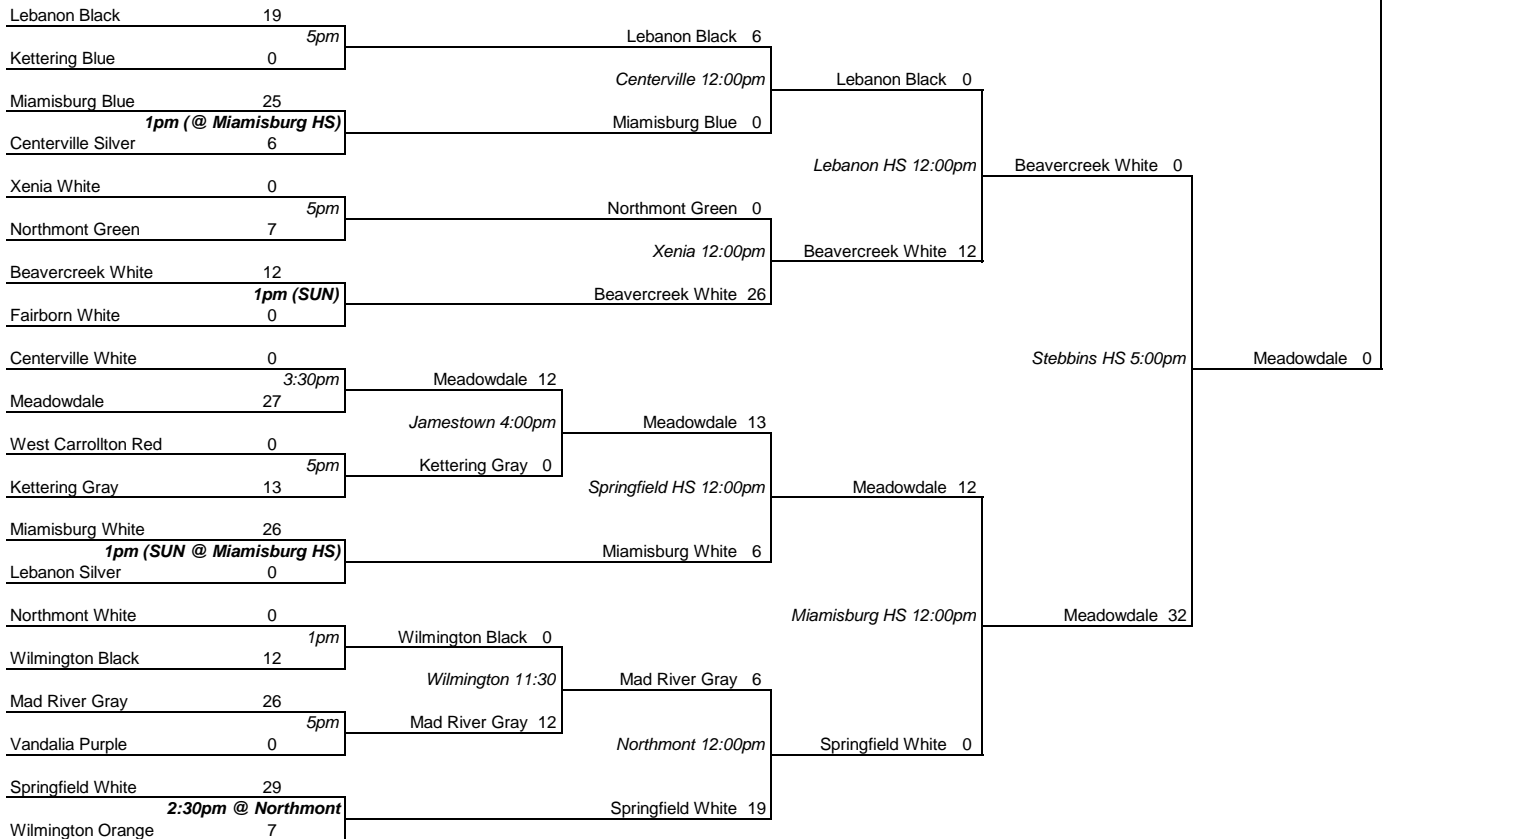 Lebanon Black 19
5pm Lebanon Black 6
Kettering Blue 0
Centerville 12:00pm Lebanon Black 0
Miamisburg Blue 25
1pm (@ Miamisburg HS) Miamisburg Blue 0
Centerville Silver 6
Lebanon HS 12:00pm Beavercreek White 0
Xenia White 0
5pm Northmont Green 0
Northmont Green 7
Xenia 12:00pm Beavercreek White 12
Beavercreek White 12
1pm (SUN) Beavercreek White 26
Fairborn White 0
Centerville White 0 Stebbins HS 5:00pm Meadowdale 0
3:30pm Meadowdale 12
Meadowdale 27
Jamestown 4:00pm Meadowdale 13
West Carrollton Red 0
5pm Kettering Gray 0
Kettering Gray 13 Springfield HS 12:00pm Meadowdale 12
Miamisburg White 26
1pm (SUN @ Miamisburg HS) Miamisburg White 6
Lebanon Silver 0
Northmont White 0 Miamisburg HS 12:00pm Meadowdale 32
1pm Wilmington Black 0
Wilmington Black 12
Wilmington 11:30 Mad River Gray 6
Mad River Gray 26
5pm Mad River Gray 12
Vandalia Purple 0 Northmont 12:00pm Springfield White 0
Springfield White 29
2:30pm @ Northmont Springfield White 19
Wilmington Orange 7